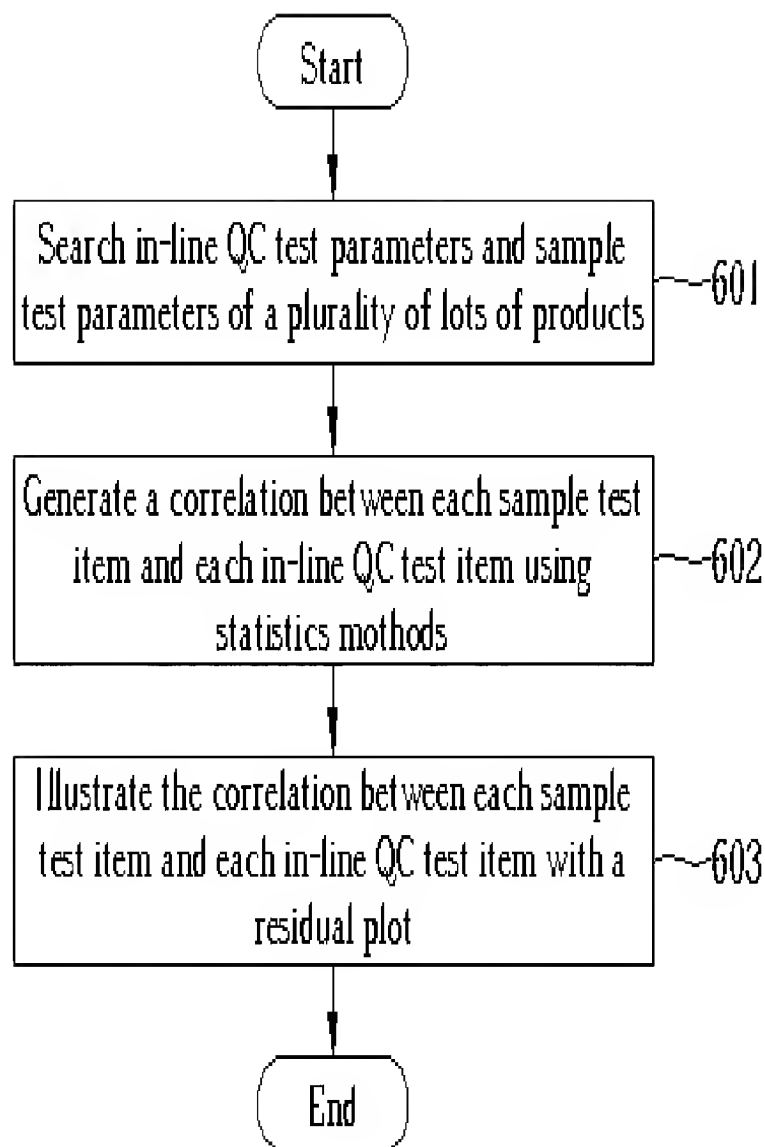 Start
Search in-line QC test parameters and sample
test parameters of a plurality of lots of products
601
Generate a correlation between each sample test
item and each in-line QC test item using
statistics mothods
602
Illustrate the correlation between each sample
test item and each in-line QC test item with a
residual plot
603
End